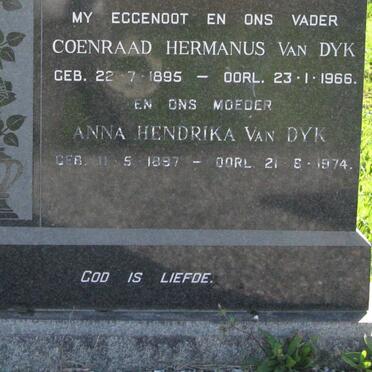 MY EGGENOOT EN ONS VADER
COENRAAD HERMANUS VAN DYK
GEB. 22·7·1895 – OORL. 23·1·1966.
EN ONS MOEDER
ANNA HENDRIKA VAN DYK
GEB. 11·5·1897 – OORL. 21·8·1974.
GOD IS LIEFDE.